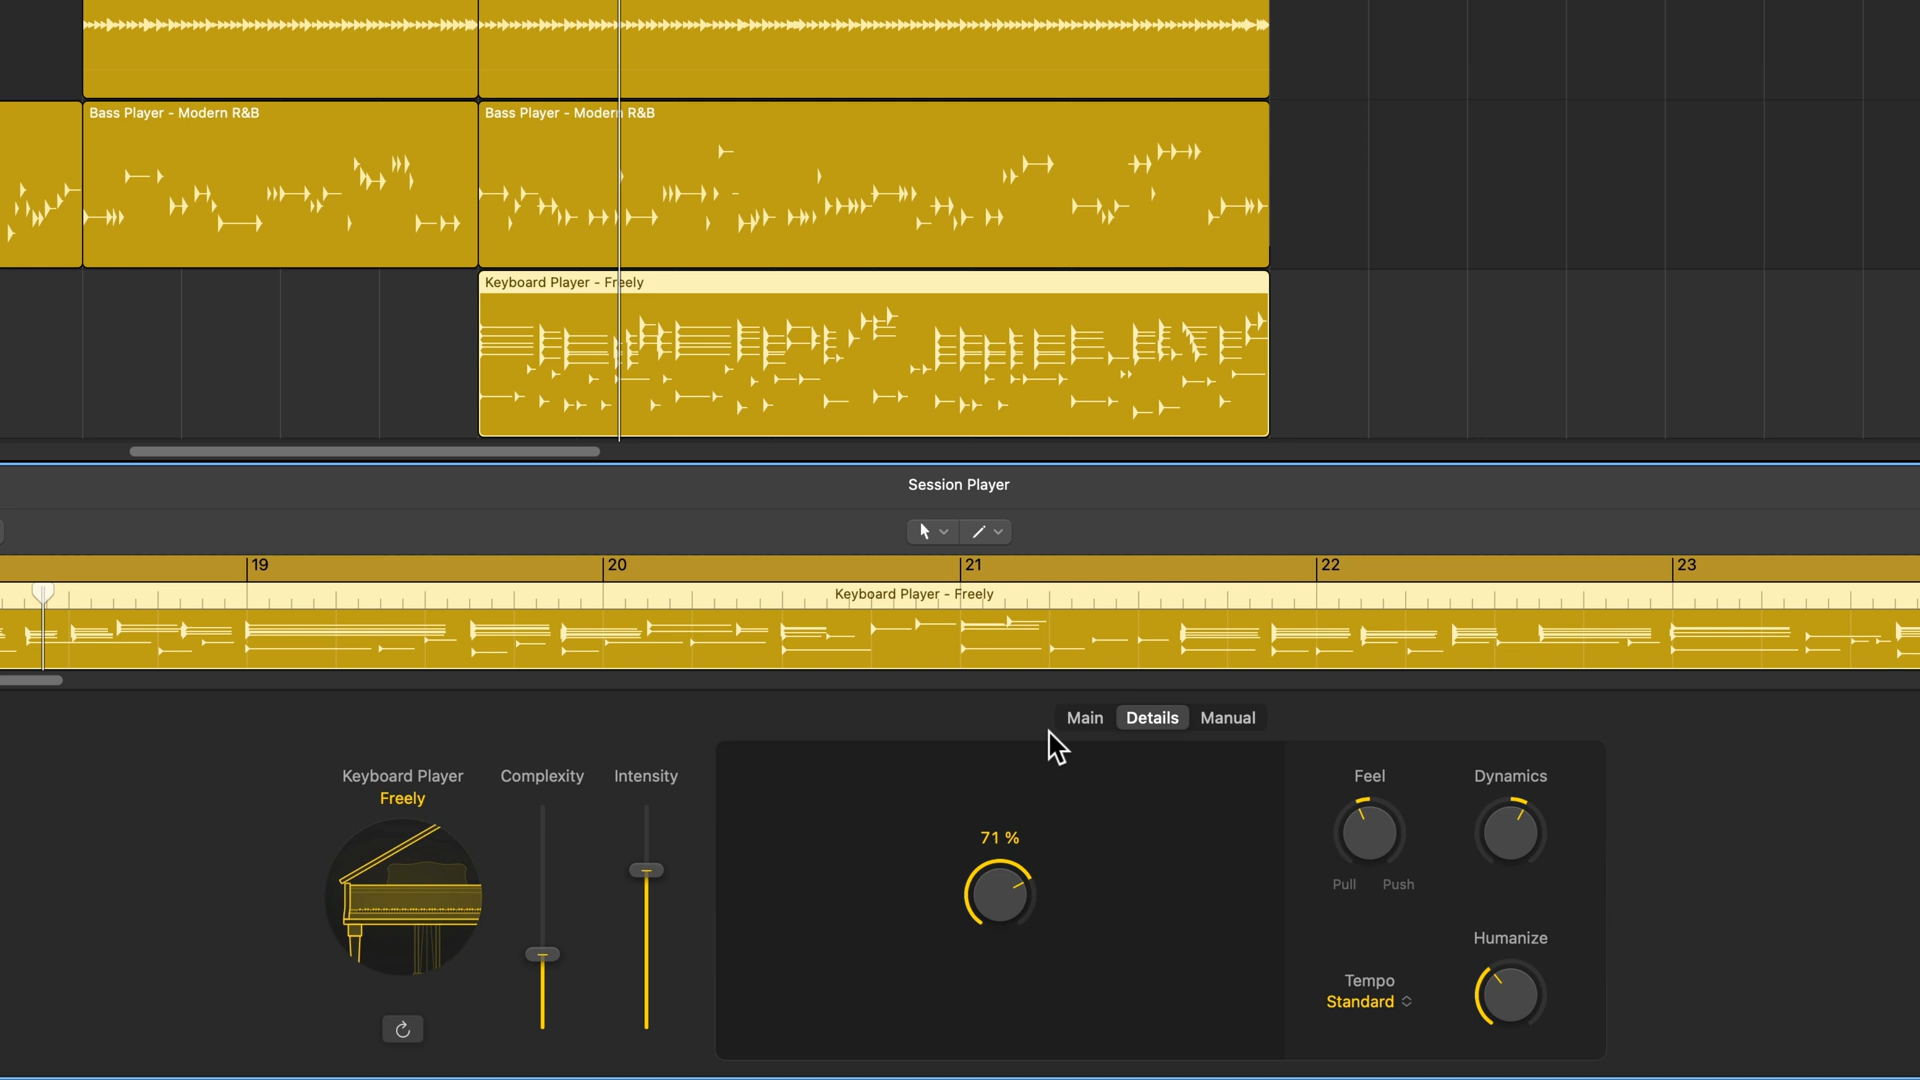 Bass Player - Modern R&B
Bass Player - Modern R&B
Keyboard Player - Freely
Session Player
19
20
21
22
23
Keyboard Player - Freely
Main
Details
Manual
Keyboard Player
Freely
Complexity
Intensity
71 %
Feel
Pull
Push
Dynamics
Tempo
Standard
Humanize